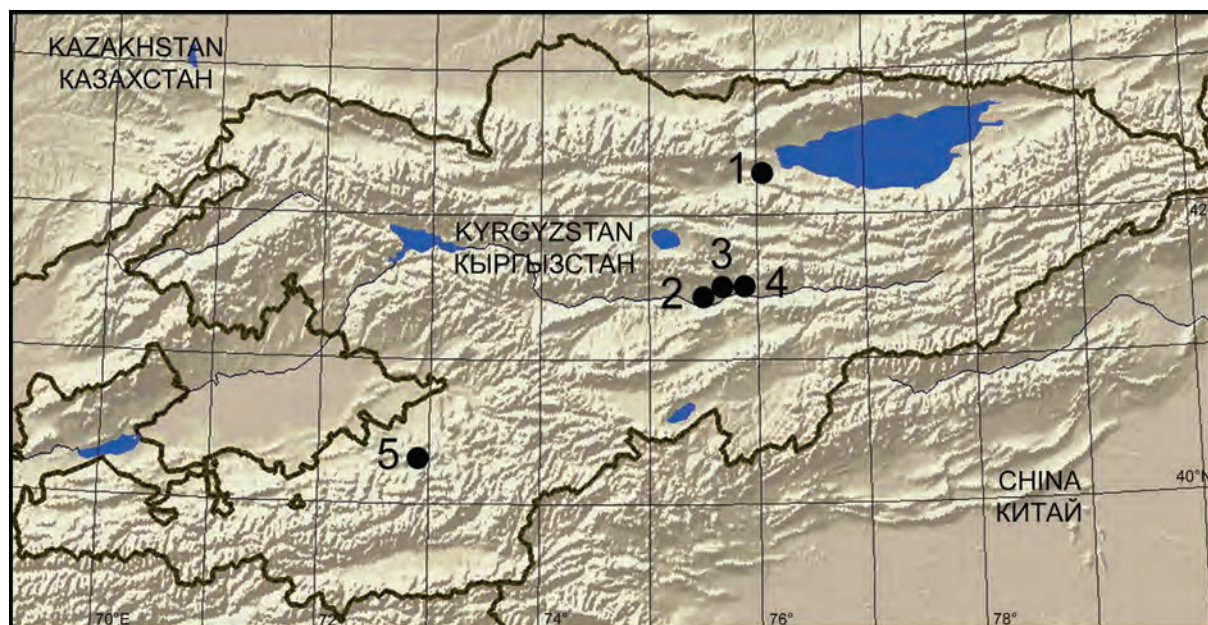 KAZAKHSTAN
КАЗАХСТАН
1
42°
KYRGYZSTAN
КЫРГЫЗСТАН
3
2
4
5
40°N
CHINA
КИТАЙ
70°E
72
74
76°
78°